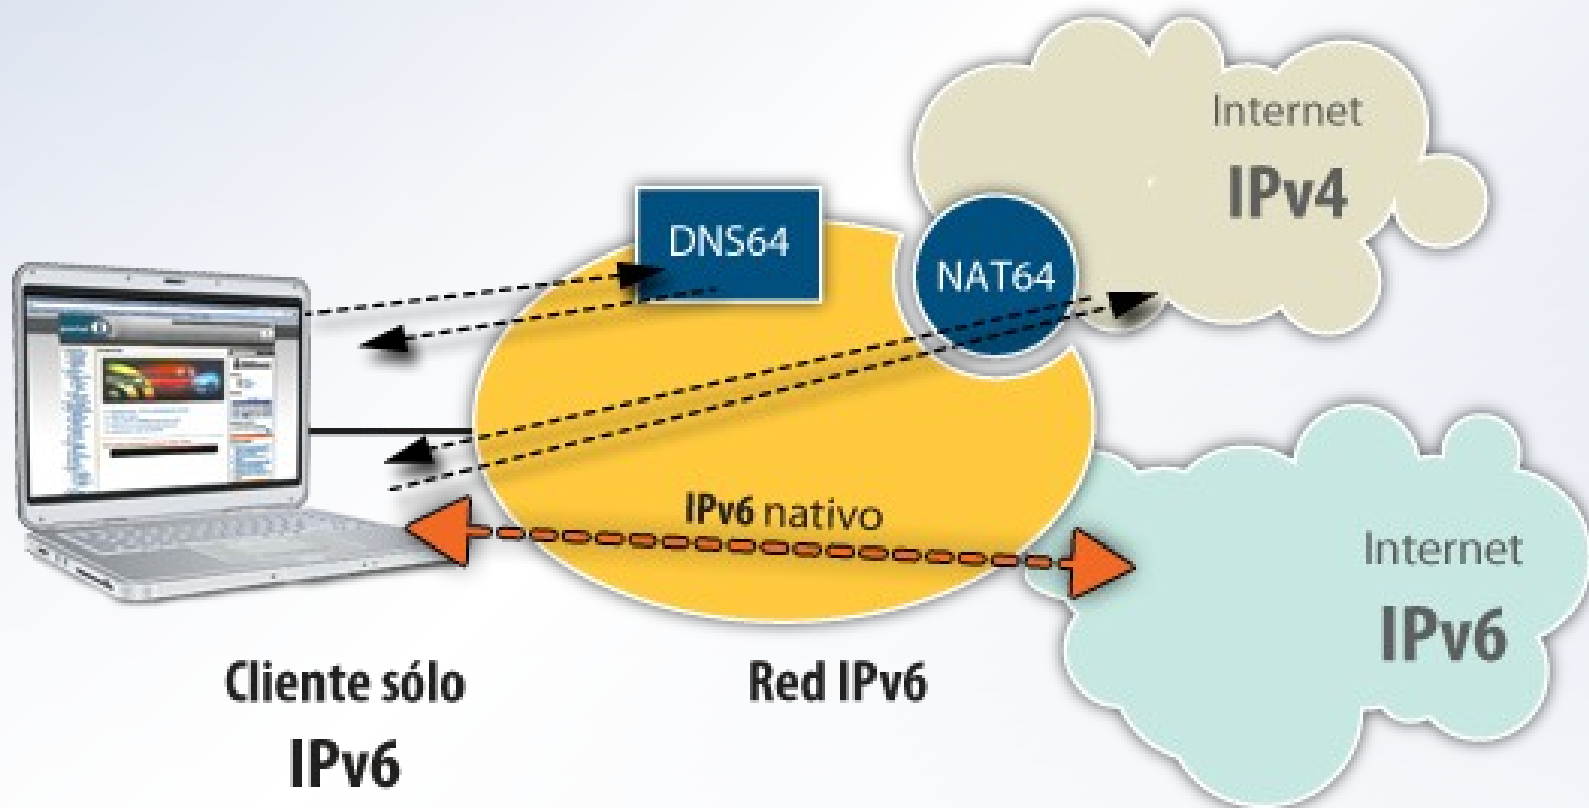 Internet
IPv4
DNS64
NAT64
IPv6 nativo
Internet
IPv6
Cliente sólo
IPv6
Red IPv6